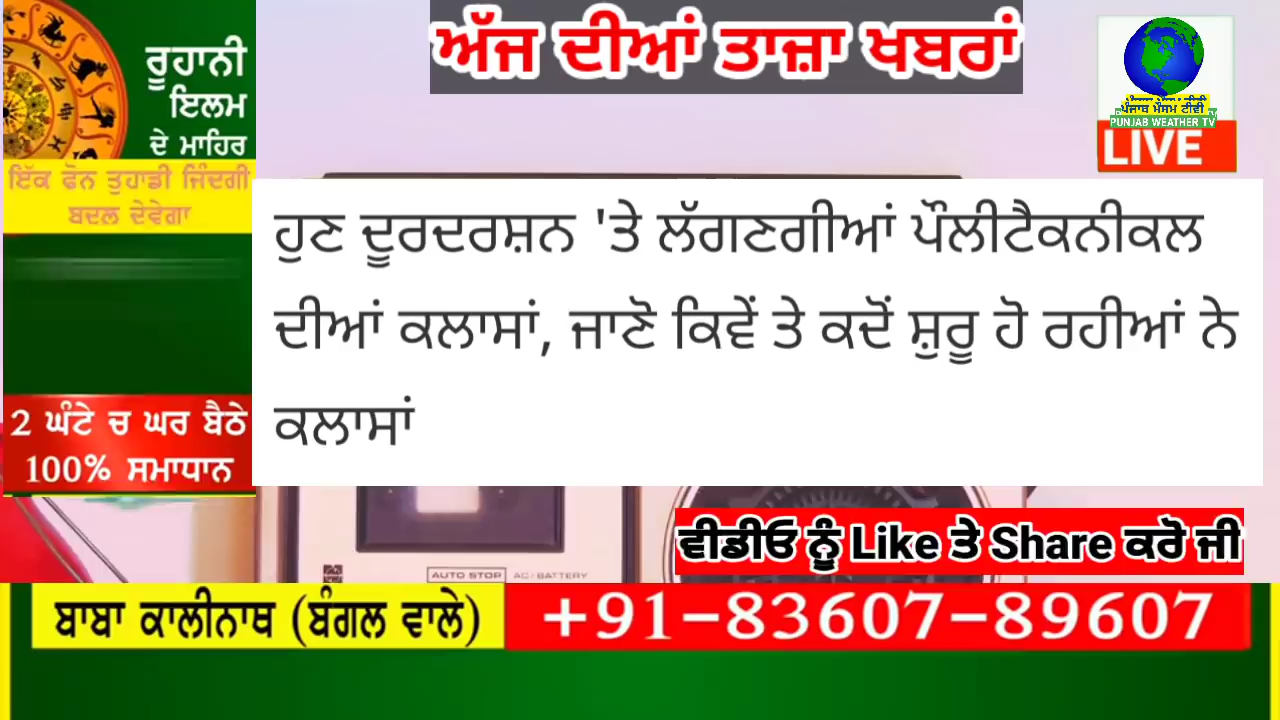 ਅੱਜ ਦੀਆਂ ਤਾਜ਼ਾ ਖਬਰਾਂ
ਰੂਹਾਨੀ
ਇਲਮ
ਦੇ ਮਾਹਿਰ
ਇੱਕ ਫੋਨ ਤੁਹਾਡੀ ਜਿੰਦਗੀ
ਬਦਲ ਦੇਵੇਗਾ
ਪੰਜਾਬ ਮੌਸਮ ਟੀਵੀ
PUNJAB WEATHER TV
LIVE
ਹੁਣ ਦੂਰਦਰਸ਼ਨ 'ਤੇ ਲੱਗਣਗੀਆਂ ਪੌਲੀਟੈਕਨੀਕਲ
ਦੀਆਂ ਕਲਾਸਾਂ, ਜਾਣੋ ਕਿਵੇਂ ਤੇ ਕਦੋਂ ਸ਼ੁਰੂ ਹੋ ਰਹੀਆਂ ਨੇ
ਕਲਾਸਾਂ
2 ਘੰਟੇ ਚ ਘਰ ਬੈਠੇ
100% ਸਮਾਧਾਨ
ਵੀਡੀਓ ਨੂੰ Like ਤੇ Share ਕਰੋ ਜੀ
AUTO STOP AC/BATTERY
ਬਾਬਾ ਕਾਲੀਨਾਥ (ਬੰਗਲ ਵਾਲੇ)
+91-83607-89607